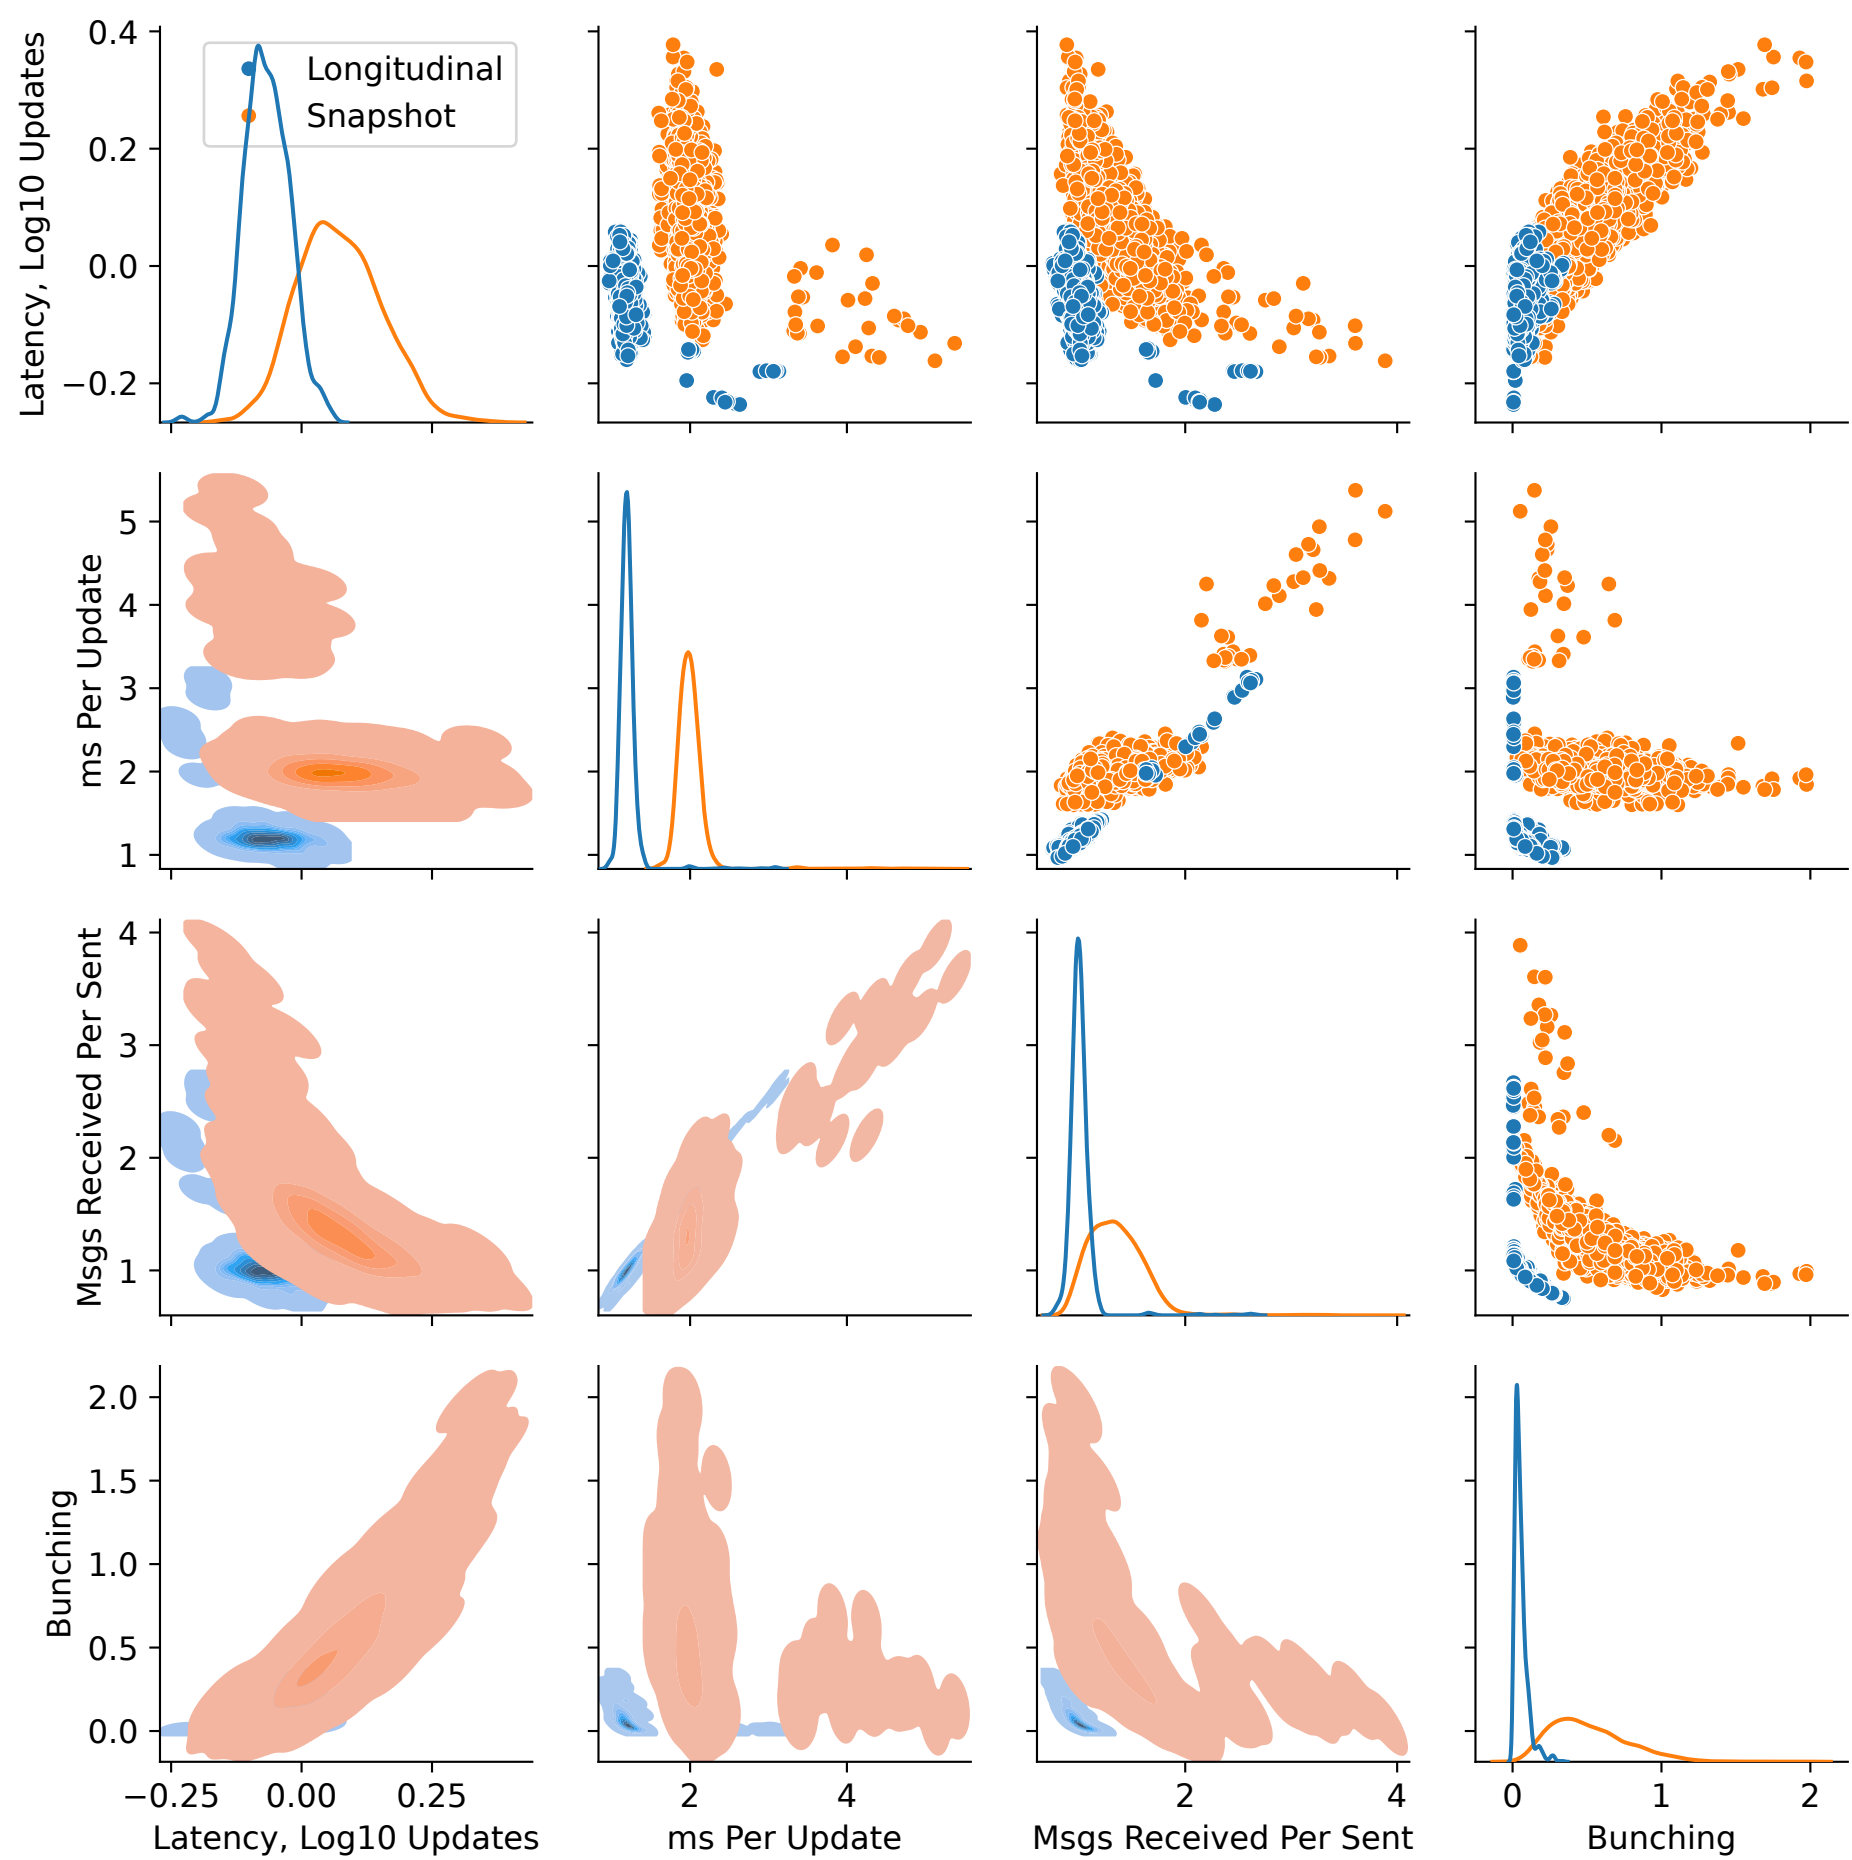 Latency, Log10 Updates
0.4
0.2
0.0
−0.2
Longitudinal
Snapshot
ms Per Update
5
4
3
2
1
Msgs Received Per Sent
4
3
2
1
Bunching
2.0
1.5
1.0
0.5
0.0
−0.25 0.00 0.25
2 4
2 4
0 1 2
Latency, Log10 Updates
ms Per Update
Msgs Received Per Sent
Bunching